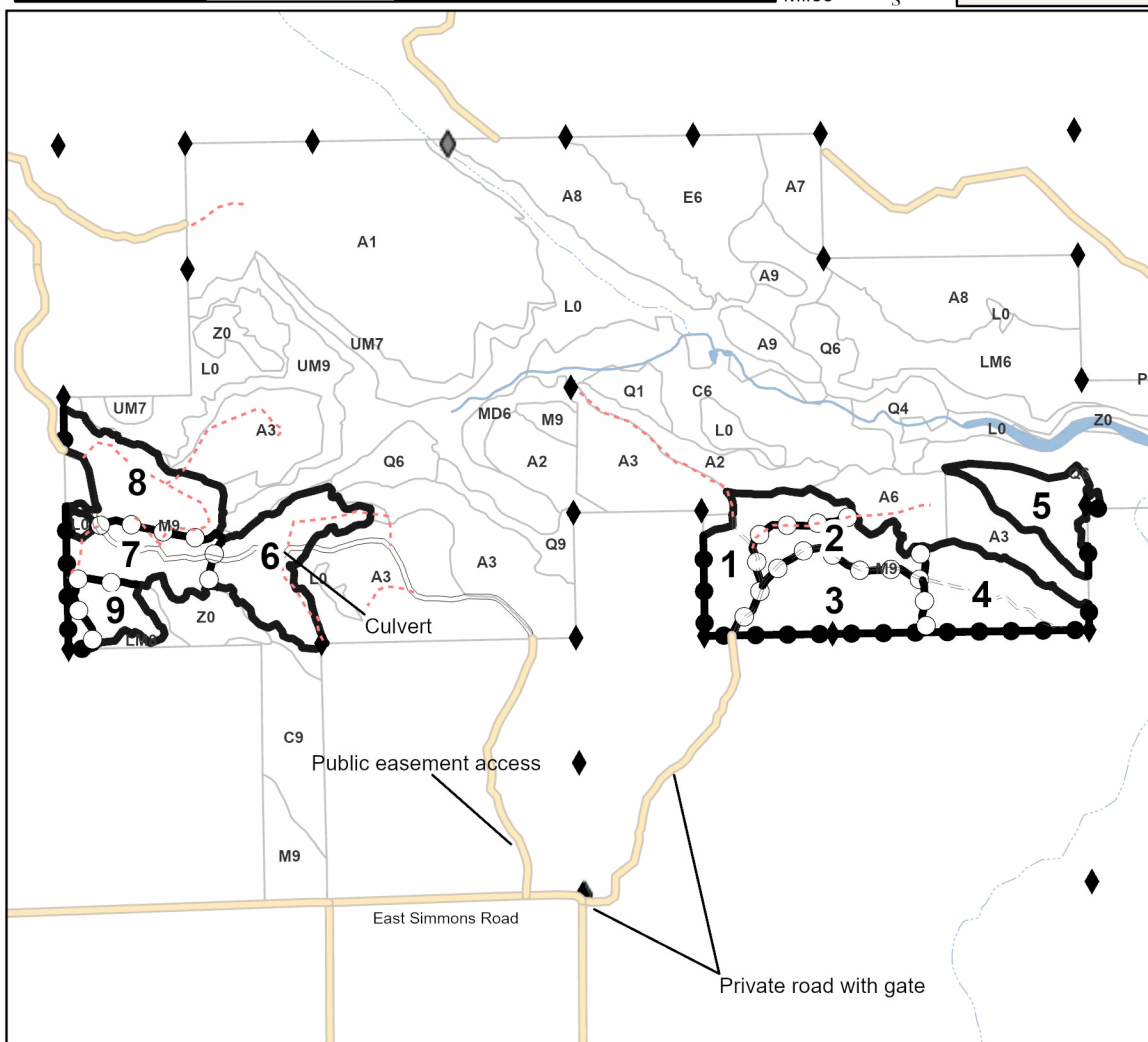 Miles
S
A8
E6
A7
A1
A9
A8
L0
L0
Z0
A9
Q6
UM7
L0
UM9
LM6
P
Q1
C6
UM7
MD6
M9
Q4
L0
Z0
A3
L0
Q6
A2
A3
A2
8
A6
5
L0
M9
A3
Q9
7
6
A3
1
2
M9
L0
A3
4
9
3
Z0
Culvert
C9
Public easement access
M9
East Simmons Road
Private road with gate